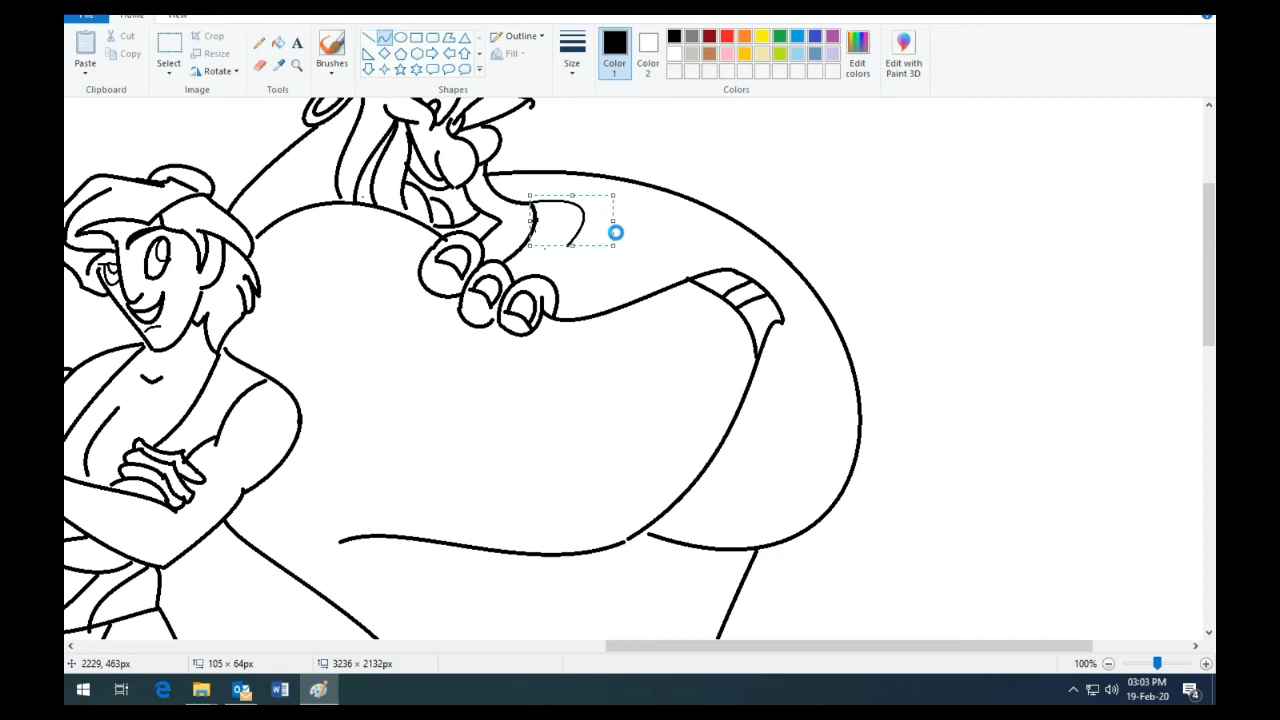 File Home View
Cut Crop Outline
Copy Resize Fill
Paste Select Rotate Brushes Size Color 1 Color 2 Edit colors Edit with Paint 3D
Clipboard Image Tools Shapes Colors
A
2229, 463px 105 × 64px 3236 × 2132px 100%
03:03 PM
19-Feb-20
4